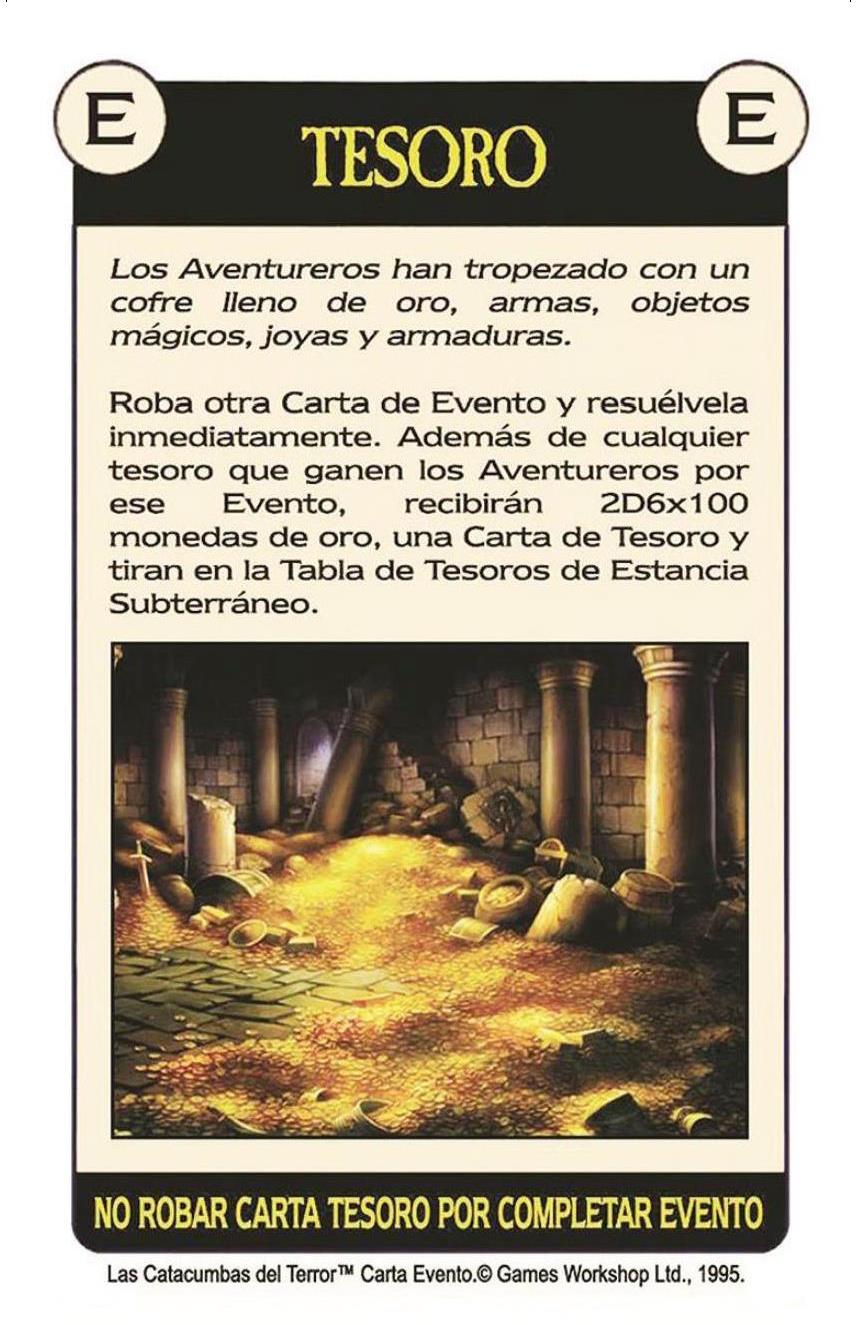 E
E
TESORO
Los Aventureros han tropezado con un
cofre lleno de oro, armas, objetos
mágicos, joyas y armaduras.
Roba otra Carta de Evento y resuélvela
inmediatamente. Además de cualquier
tesoro que ganen los Aventureros por
ese Evento, recibirán 2D6x100
monedas de oro, una Carta de Tesoro y
tiran en la Tabla de Tesoros de Estancia
Subterráneo.
NO ROBAR CARTA TESORO POR COMPLETAR EVENTO
Las Catacumbas del Terror™ Carta Evento.© Games Workshop Ltd., 1995.